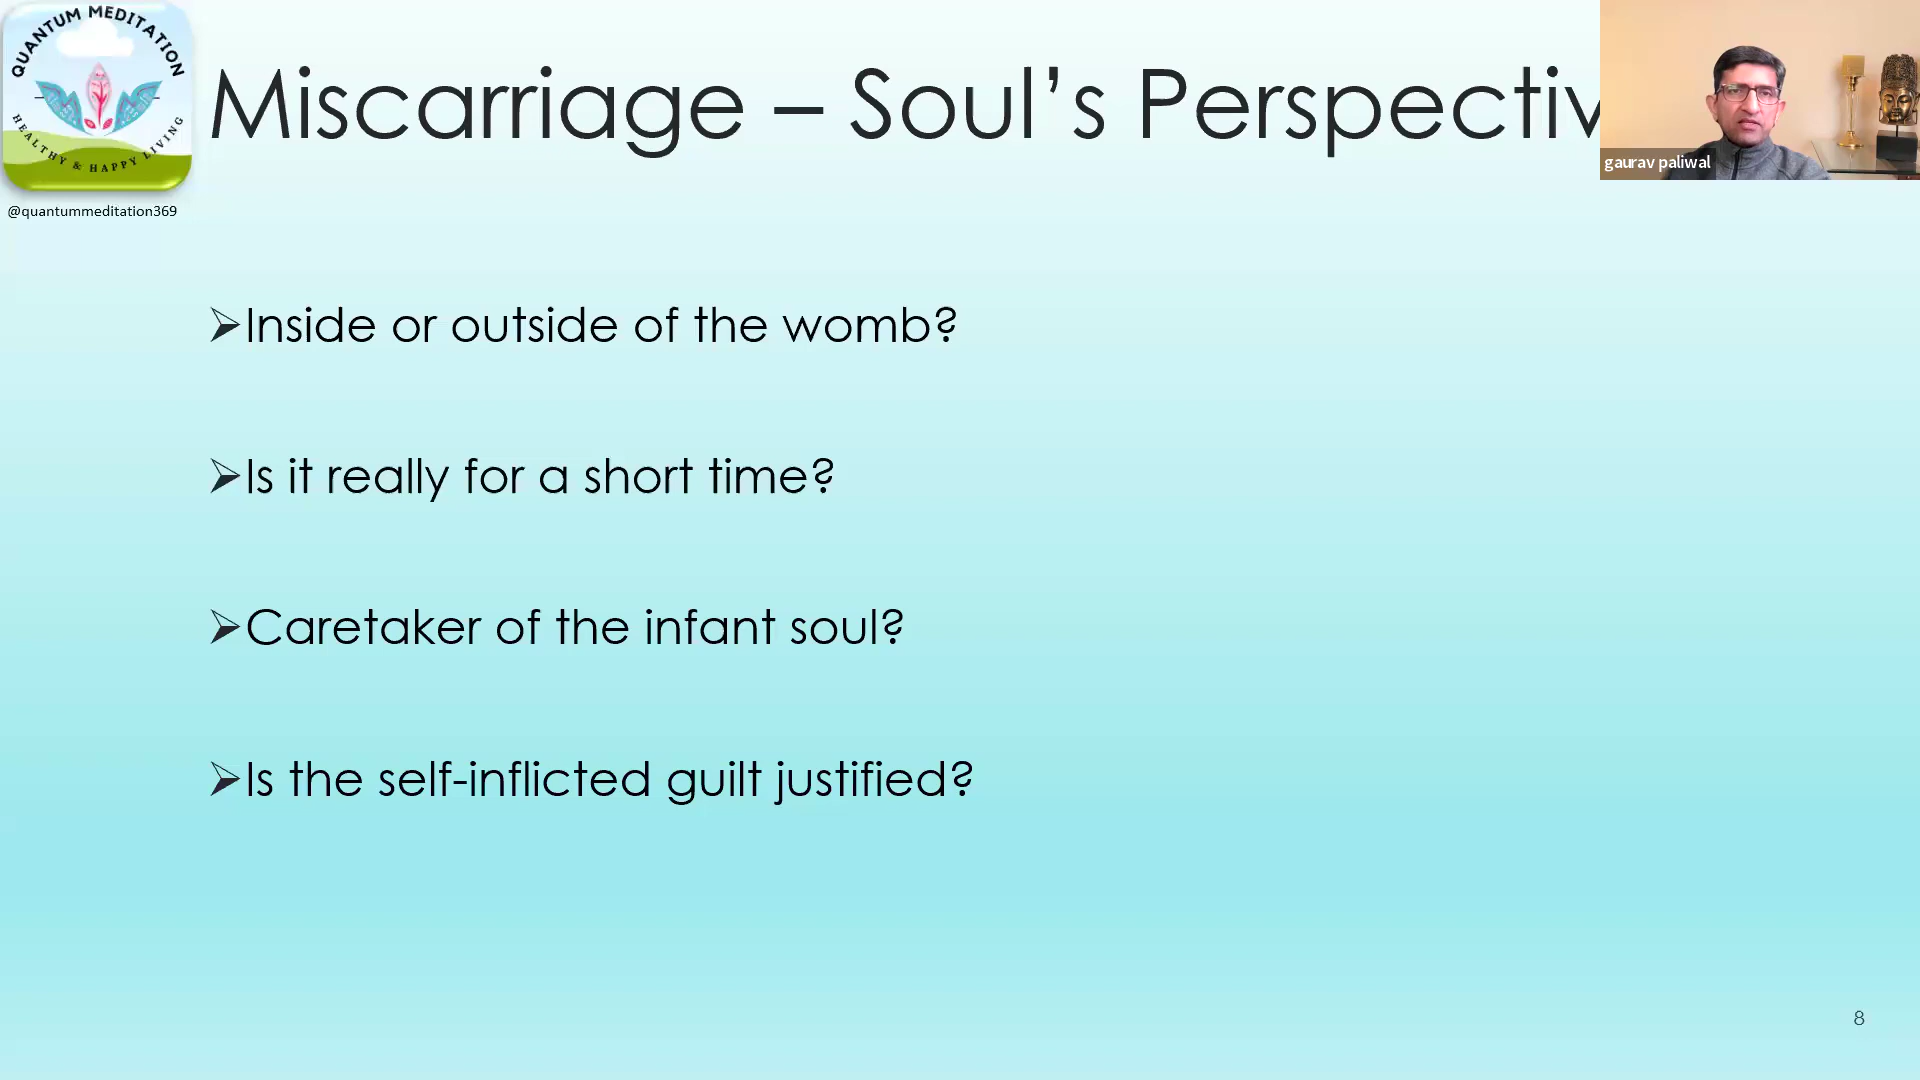 QUANTUM MEDITATION
HEALTHY & HAPPY LIVING
@quantummeditation369
Miscarriage – Soul’s Perspectiv
gaurav paliwal
➢Inside or outside of the womb?
➢Is it really for a short time?
➢Caretaker of the infant soul?
➢Is the self-inflicted guilt justified?
8